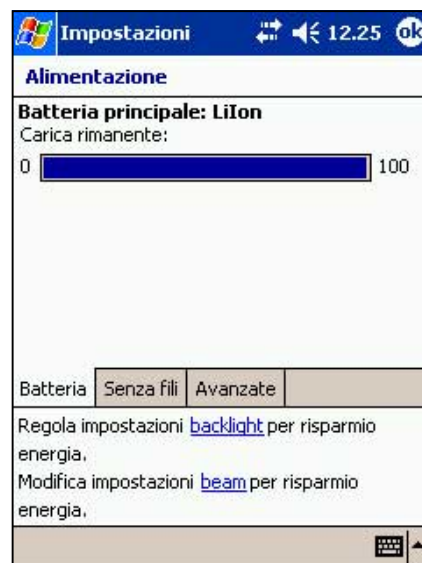 Impostazioni 12.25 ok
Alimentazione
Batteria principale: LiIon
Carica rimanente:
0 100
Batteria Senza fili Avanzate
Regola impostazioni backlight per risparmio
energia.
Modifica impostazioni beam per risparmio
energia.